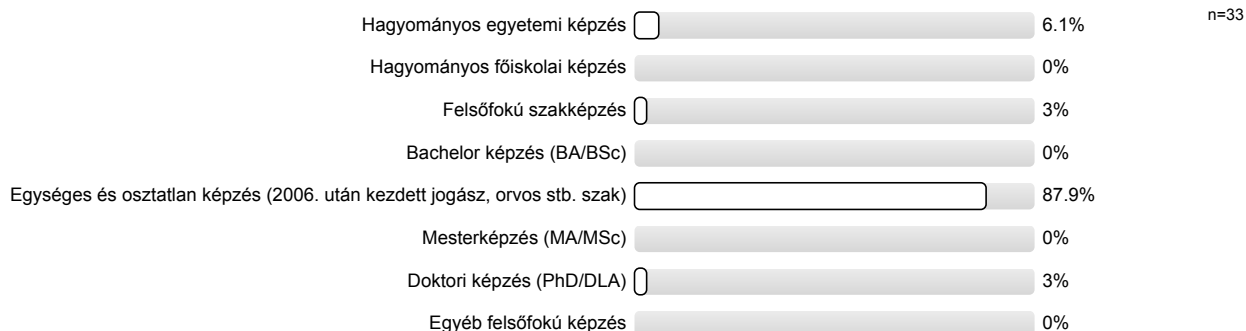 Hagyományos egyetemi képzés 6.1% n=33
Hagyományos főiskolai képzés 0%
Felsőfokú szakképzés 3%
Bachelor képzés (BA/BSc) 0%
Egységes és osztatlan képzés (2006. után kezdett jogász, orvos stb. szak) 87.9%
Mesterképzés (MA/MSc) 0%
Doktori képzés (PhD/DLA) 3%
Egyéb felsőfokú képzés 0%